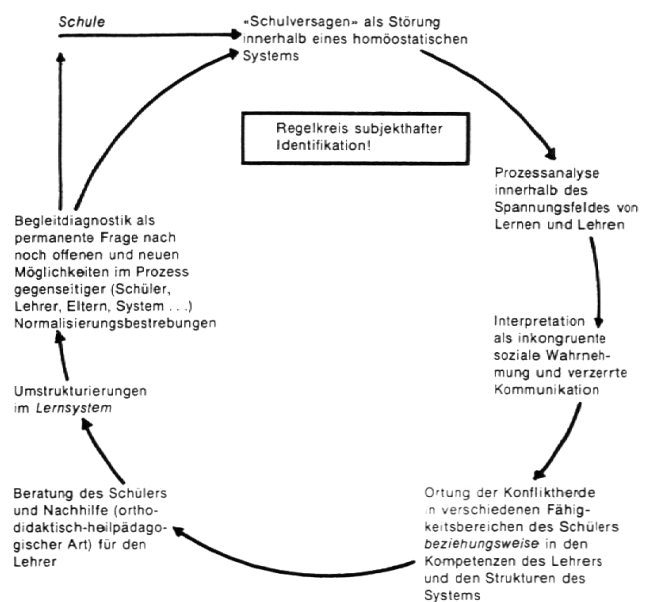 Schule
«Schulversagen» als Störung
innerhalb eines homöostatischen
Systems
Regelkreis subjekthafter
Identifikation!
Prozessanalyse
innerhalb des
Spannungsfeldes von
Lernen und Lehren
Interpretation
als inkongruente
soziale Wahrneh-
mung und verzerrte
Kommunikation
Ortung der Konfliktherde
in verschiedenen Fähig-
keitsbereichen des Schülers
beziehungsweise in den
Kompetenzen des Lehrers
und den Strukturen des
Systems
Beratung des Schülers
und Nachhilfe (ortho-
didaktisch-heilpädago-
gischer Art) für den
Lehrer
Umstrukturierungen
im Lernsystem
Begleitdiagnostik als
permanente Frage nach
noch offenen und neuen
Möglichkeiten im Prozess
gegenseitiger (Schüler,
Lehrer, Eltern, System . . .)
Normalisierungsbestrebungen